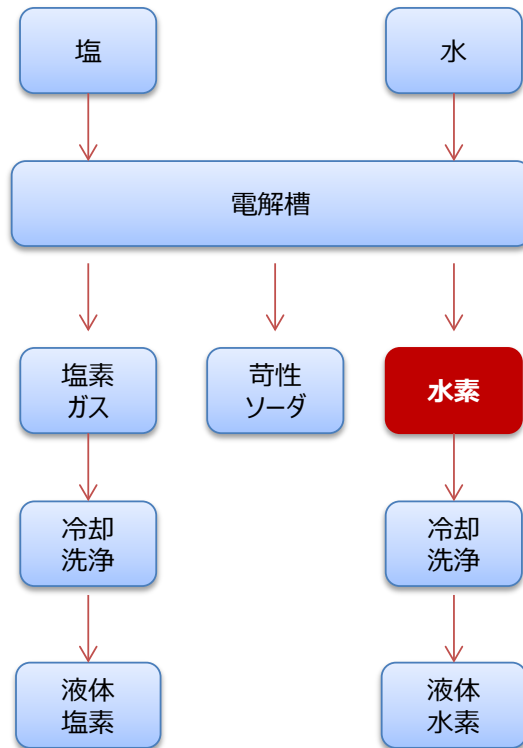 塩
水
電解槽
塩素
ガス
苛性
ソーダ
水素
冷却
洗浄
冷却
洗浄
液体
塩素
液体
水素